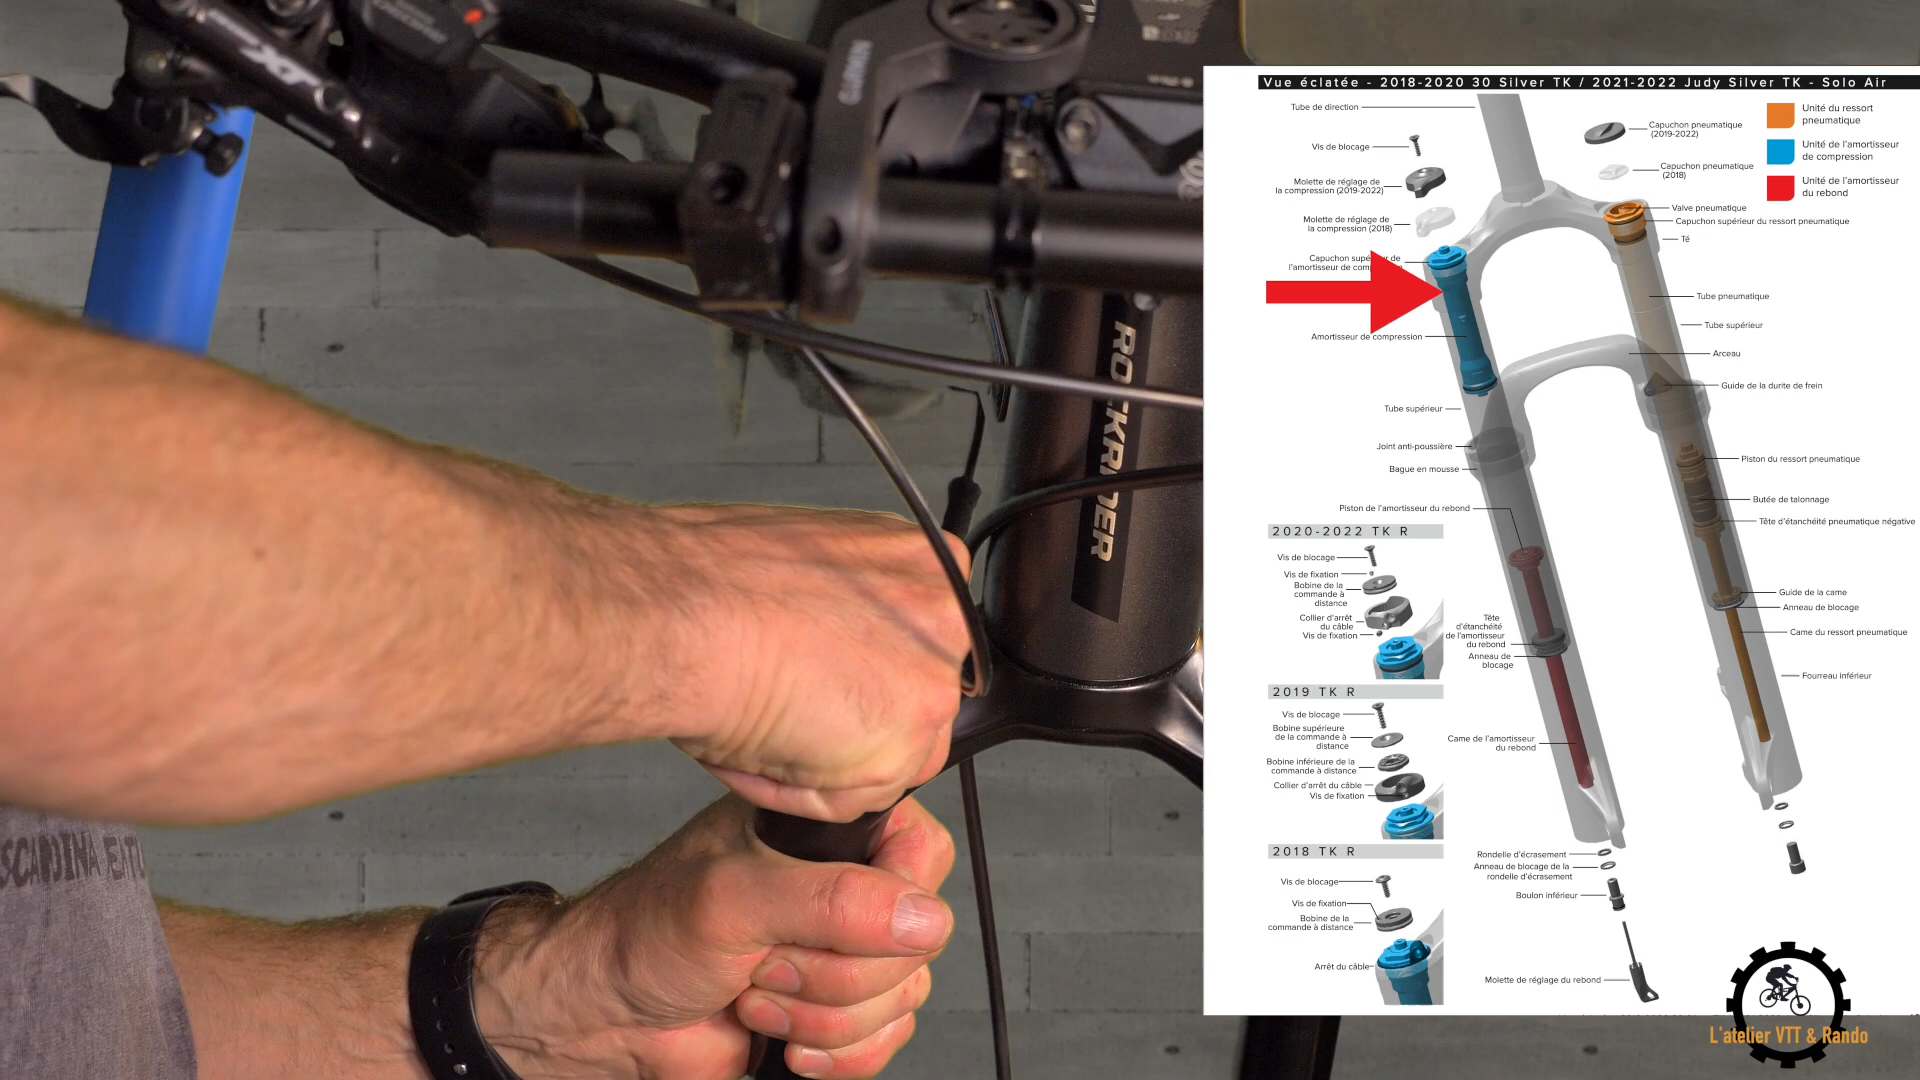 XT
GARMIN
ROCKRIDER
SCANDINA
Vue éclatée - 2018-2020 30 Silver TK / 2021-2022 Judy Silver TK - Solo Air
Tube de direction
Vis de blocage
Molette de réglage de
la compression (2019-2022)
Molette de réglage de
la compression (2018)
Capuchon supé
r de
l'amortisseur de com
Amortisseur de compression
Tube supérieur
Joint anti-poussière
Bague en mousse
Piston de l'amortisseur du rebond
Capuchon pneumatique
(2019-2022)
Capuchon pneumatique
(2018)
Unité du ressort
pneumatique
Unité de l'amortisseur
de compression
Unité de l'amortisseur
du rebond
Valve pneumatique
Capuchon supérieur du ressort pneumatique
Té
Tube pneumatique
Tube supérieur
Arceau
Guide de la durite de frein
Piston du ressort pneumatique
Butée de talonnage
Tête d'étanchéité pneumatique négative
Guide de la came
Anneau de blocage
Came du ressort pneumatique
Fourreau inférieur
2020-2022 TK R
Vis de blocage
Vis de fixation
Bobine de la
commande à
distance
Collier d'arrêt
du câble
Vis de fixation
Tête
d'étanchéité
de l'amortisseur
du rebond
Anneau de
blocage
2019 TK R
Vis de blocage
Bobine supérieure
de la commande à
distance
Bobine inférieure de la
commande à distance
Collier d'arrêt du câble
Vis de fixation
Came de l'amortisseur
du rebond
2018 TK R
Vis de blocage
Vis de fixation
Bobine de la
commande à distance
Arrêt du câble
Rondelle d'écrasement
Anneau de blocage de la
rondelle d'écrasement
Boulon inférieur
Molette de réglage du rebond
L'atelier VTT & Rando